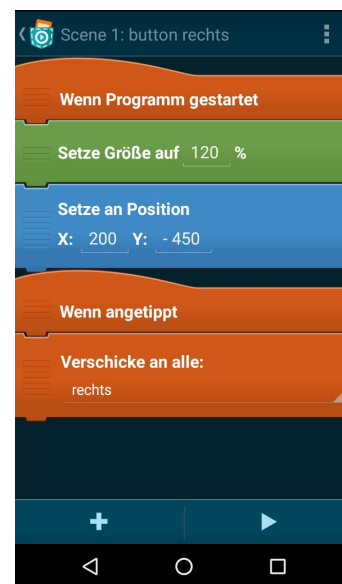 Scene 1: button rechts
Wenn Programm gestartet
Setze Größe auf 120 %
Setze an Position
X: 200 Y: - 450
Wenn angetippt
Verschicke an alle:
rechts